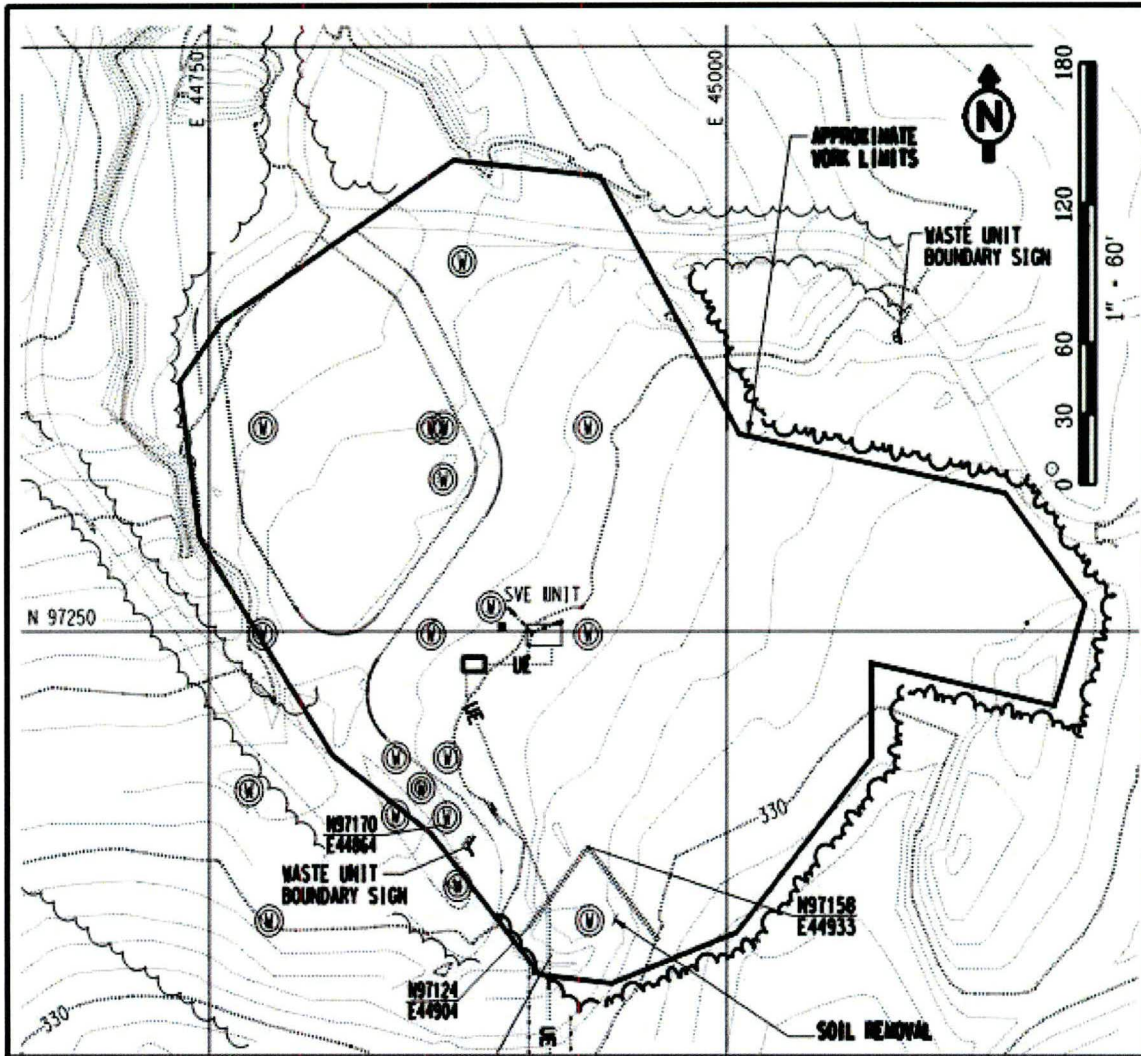 E 44750
E 45000
N
180
120
60
30
0
1" - 60'
APPROXIMATE
WORK LIMITS
WASTE UNIT
BOUNDARY SIGN
W
W
W
W
W
W
SVE UNIT
W
N 97250
W
W
W
UE
UE
W
W
W
W
W
W
N97170
E44864
330
WASTE UNIT
BOUNDARY SIGN
W
W
W
N97158
E44933
N97124
E44904
330
UE
SOIL REMOVAL